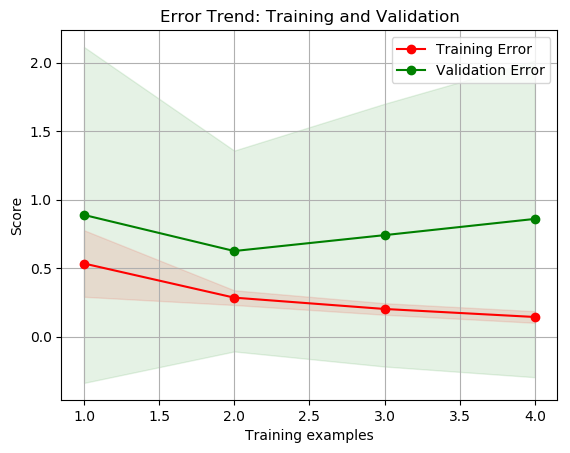 Error Trend: Training and Validation
Training Error
Validation Error
Score
2.0
1.5
1.0
0.5
0.0
1.0 1.5 2.0 2.5 3.0 3.5 4.0
Training examples